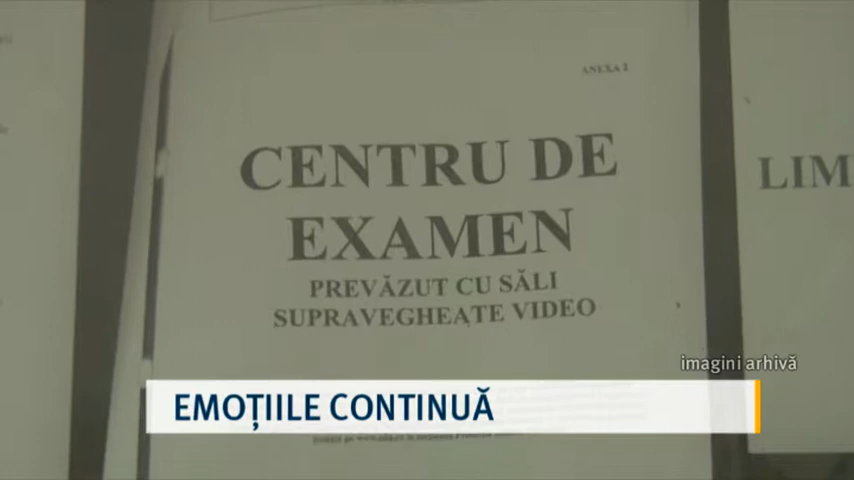 ANEXA 1
CENTRU DE
EXAMEN
PREVĂZUT CU SĂLI
SUPRAVEGHEATE VIDEO
LIM
imagini arhivă
EMOȚIILE CONTINUĂ